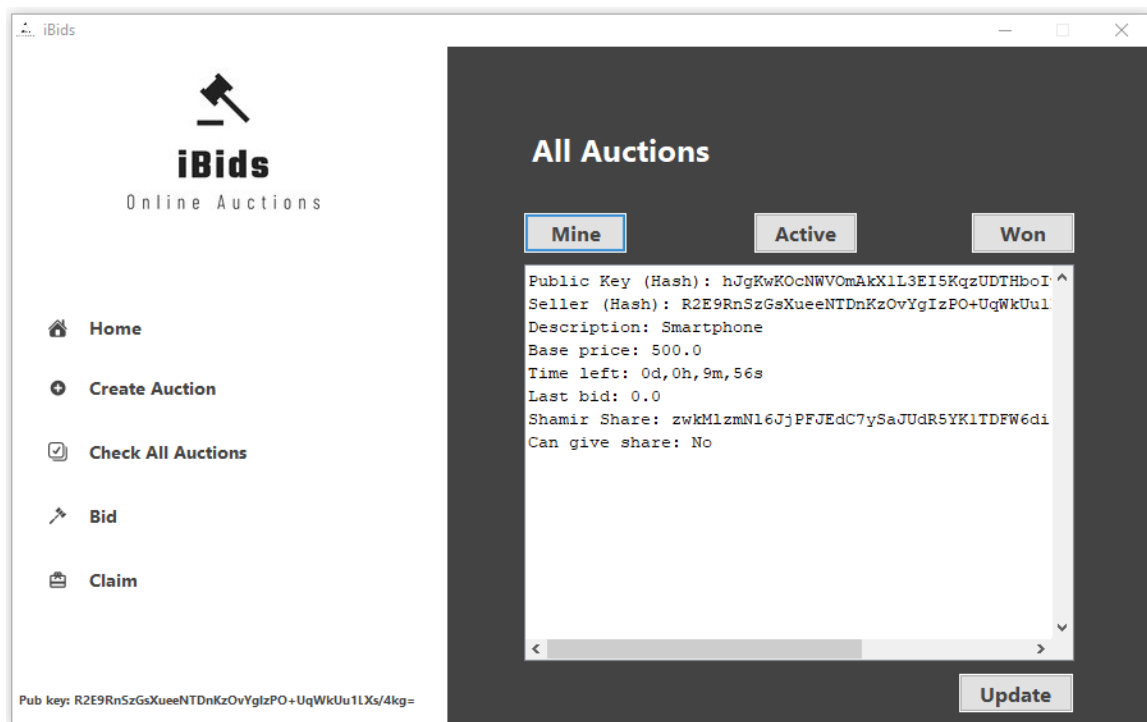 iBids
iBids
Online Auctions
Home
Create Auction
Check All Auctions
Bid
Claim
Pub key: R2E9RnSzGsXueeNTDnKzOvYgIzPO+UqWkUu1LXs/4kg=
All Auctions
Mine Active Won
Public Key (Hash): hJgKwKOcNWVOmAkX1L3EI5KqzUDTHboI
Seller (Hash): R2E9RnSzGsXueeNTDnKzOvYgIzPO+UqWkUu1
Description: Smartphone
Base price: 500.0
Time left: 0d,0h,9m,56s
Last bid: 0.0
Shamir Share: zwkMlzmNl6JjPFJEdC7ySaJUdR5YK1TDFW6di
Can give share: No
Update